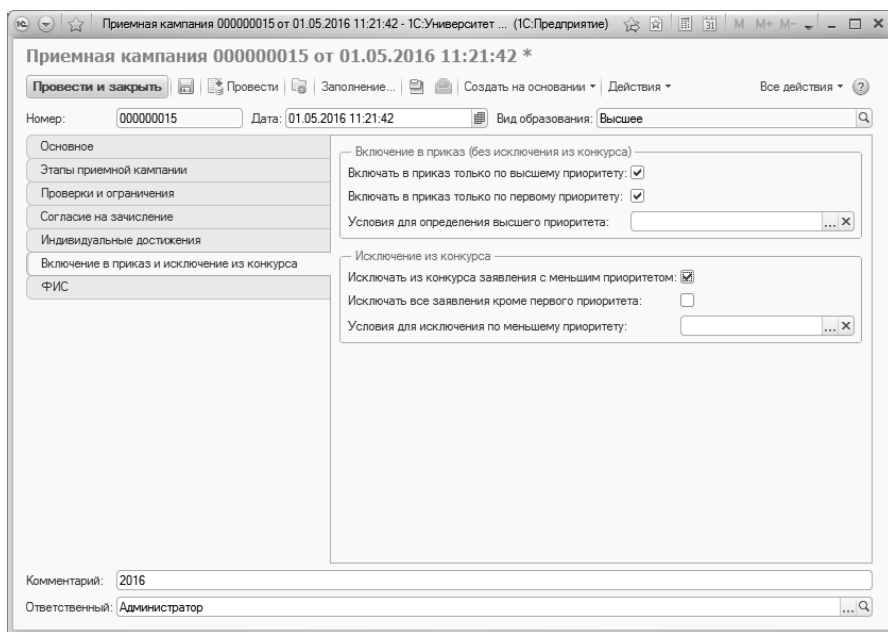 Приемная кампания 000000015 от 01.05.2016 11:21:42 - 1С:Университет ... (1С:Предприятие) 31 M M+ M-
Приемная кампания 000000015 от 01.05.2016 11:21:42 *
Провести и закрыть Провести Заполнение... Создать на основании Действия Все действия ?
Номер: 000000015 Дата: 01.05.2016 11:21:42 Вид образования: Высшее
Основное
Этапы приемной кампании
Проверки и ограничения
Согласие на зачисление
Индивидуальные достижения
Включение в приказ и исключение из конкурса
ФИС
Включение в приказ (без исключения из конкурса)
Включать в приказ только по высшему приоритету:
Включать в приказ только по первому приоритету:
Условия для определения высшего приоритета: ... ×
Исключение из конкурса
Исключать из конкурса заявления с меньшим приоритетом:
Исключать все заявления кроме первого приоритета:
Условия для исключения по меньшему приоритету: ... ×
Комментарий: 2016
Ответственный: Администратор ...